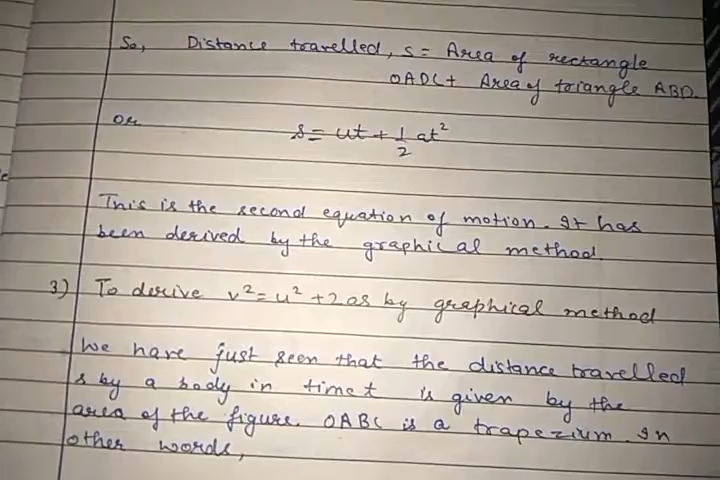 So, Distance travelled, s = Area of rectangle
OADC + Area of triangle ABD.
or
s = ut + 1/2 at²
This is the second equation of motion. It has
been derived by the graphical method.
3) To derive v² = u² + 2as by graphical method
We have just seen that the distance travelled
s by a body in time t is given by the
area of the figure. OABC is a trapezium. In
other words,